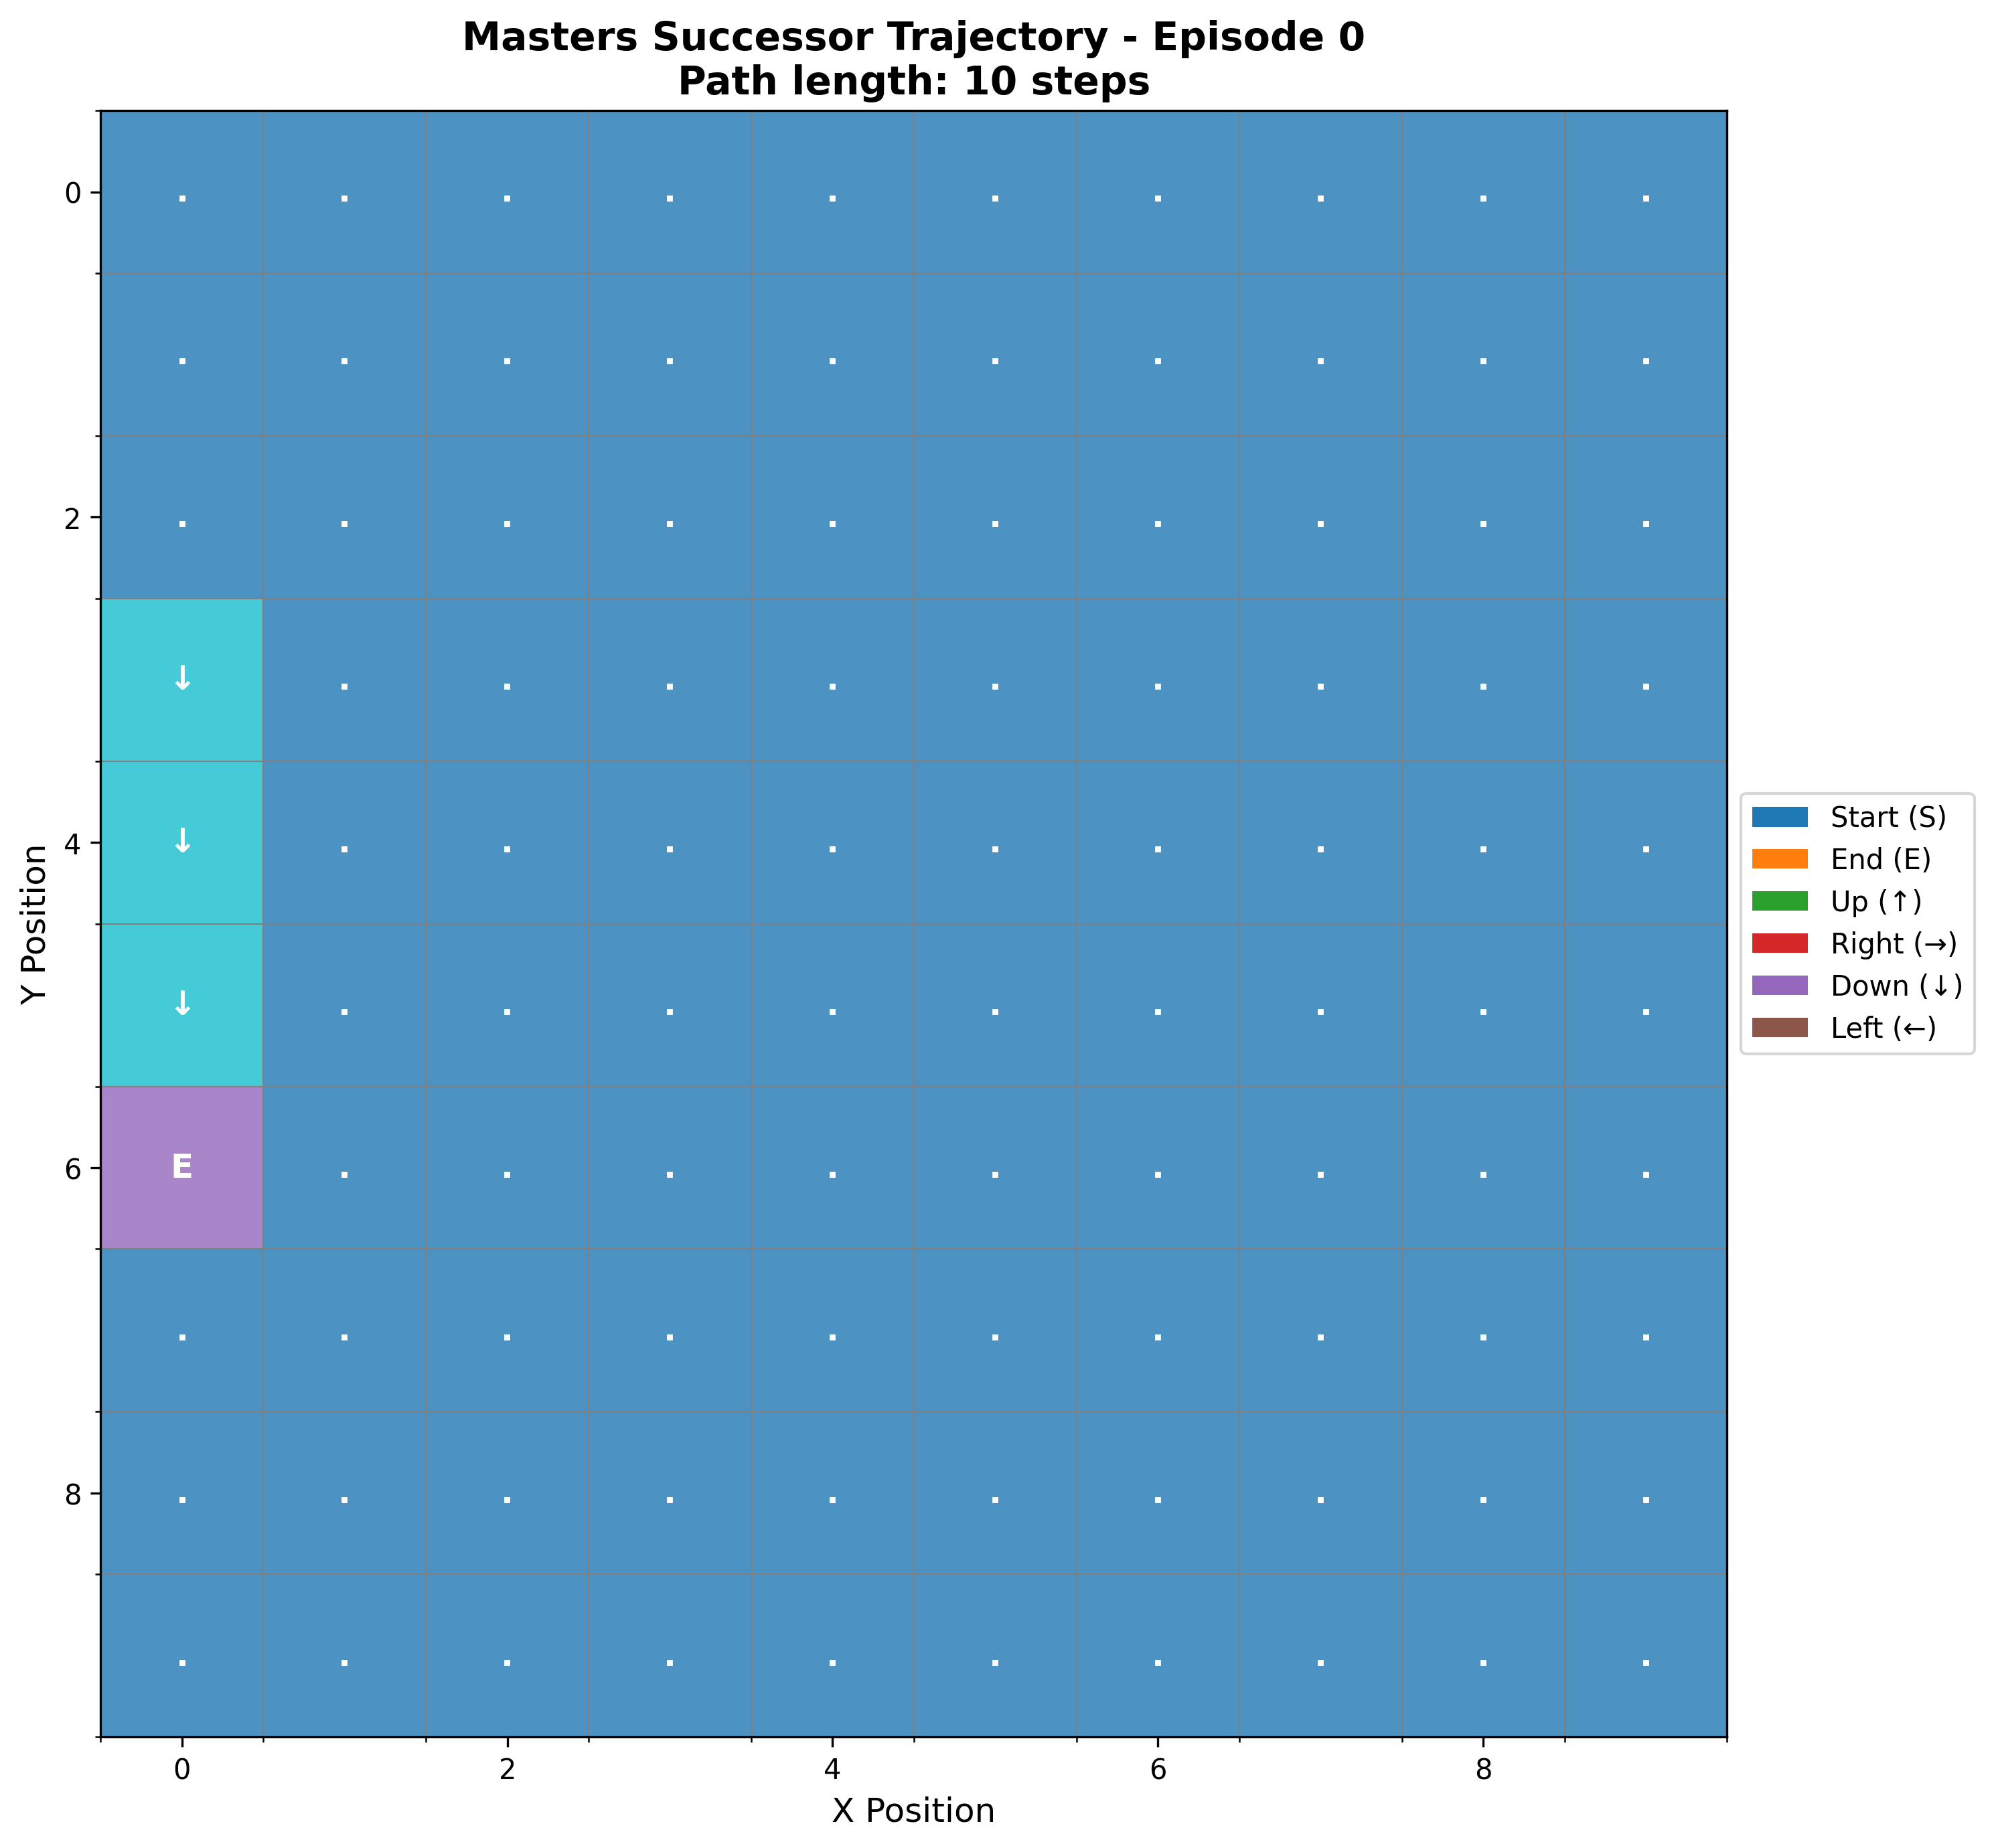 Masters Successor Trajectory - Episode 0
Path length: 10 steps
0
2
↓
↓
4
↓
E
6
8
0 2 4 6 8
Y Position
X Position
Start (S)
End (E)
Up (↑)
Right (→)
Down (↓)
Left (←)